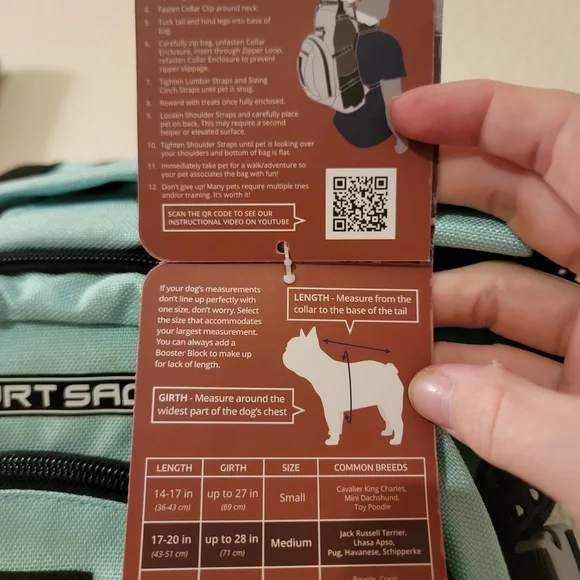 4. Fasten Collar Clip around neck.
5. Tuck tail and hind legs into base of
bag.
6. Carefully zip bag, unfasten Collar
Enclosure, insert through Zipper Loop,
refasten Collar Enclosure to prevent
zipper slippage.
7. Tighten Lumbar Straps and Sizing
Cinch Straps until pet is snug.
8. Reward with treats once fully enclosed.
9. Loosen Shoulder Straps and carefully place
pet on back. This may require a second
helper or elevated surface.
10. Tighten Shoulder Straps until pet is looking over
your shoulders and bottom of bag is flat.
11. Immediately take pet for a walk/adventure so
your pet associates the bag with fun!
12. Don't give up! Many pets require multiple tries
and/or training. It's worth it!
SCAN THE QR CODE TO SEE OUR
INSTRUCTIONAL VIDEO ON YOUTUBE
If your dog's measurements
don't line up perfectly with
one size, don't worry. Select
the size that accommodates
your largest measurement.
You can always add a
Booster Block to make up
for lack of length.
LENGTH - Measure from the
collar to the base of the tail
GIRTH - Measure around the
widest part of the dog's chest
URT SAC
LENGTH GIRTH SIZE COMMON BREEDS
14-17 in
(36-43 cm)
up to 27 in
(69 cm)
Small
Cavalier King Charles,
Mini Dachshund,
Toy Poodle
17-20 in
(43-51 cm)
up to 28 in
(71 cm)
Medium
Jack Russell Terrier,
Lhasa Apso,
Pug, Havanese, Schipperke
Beagle, Corgi